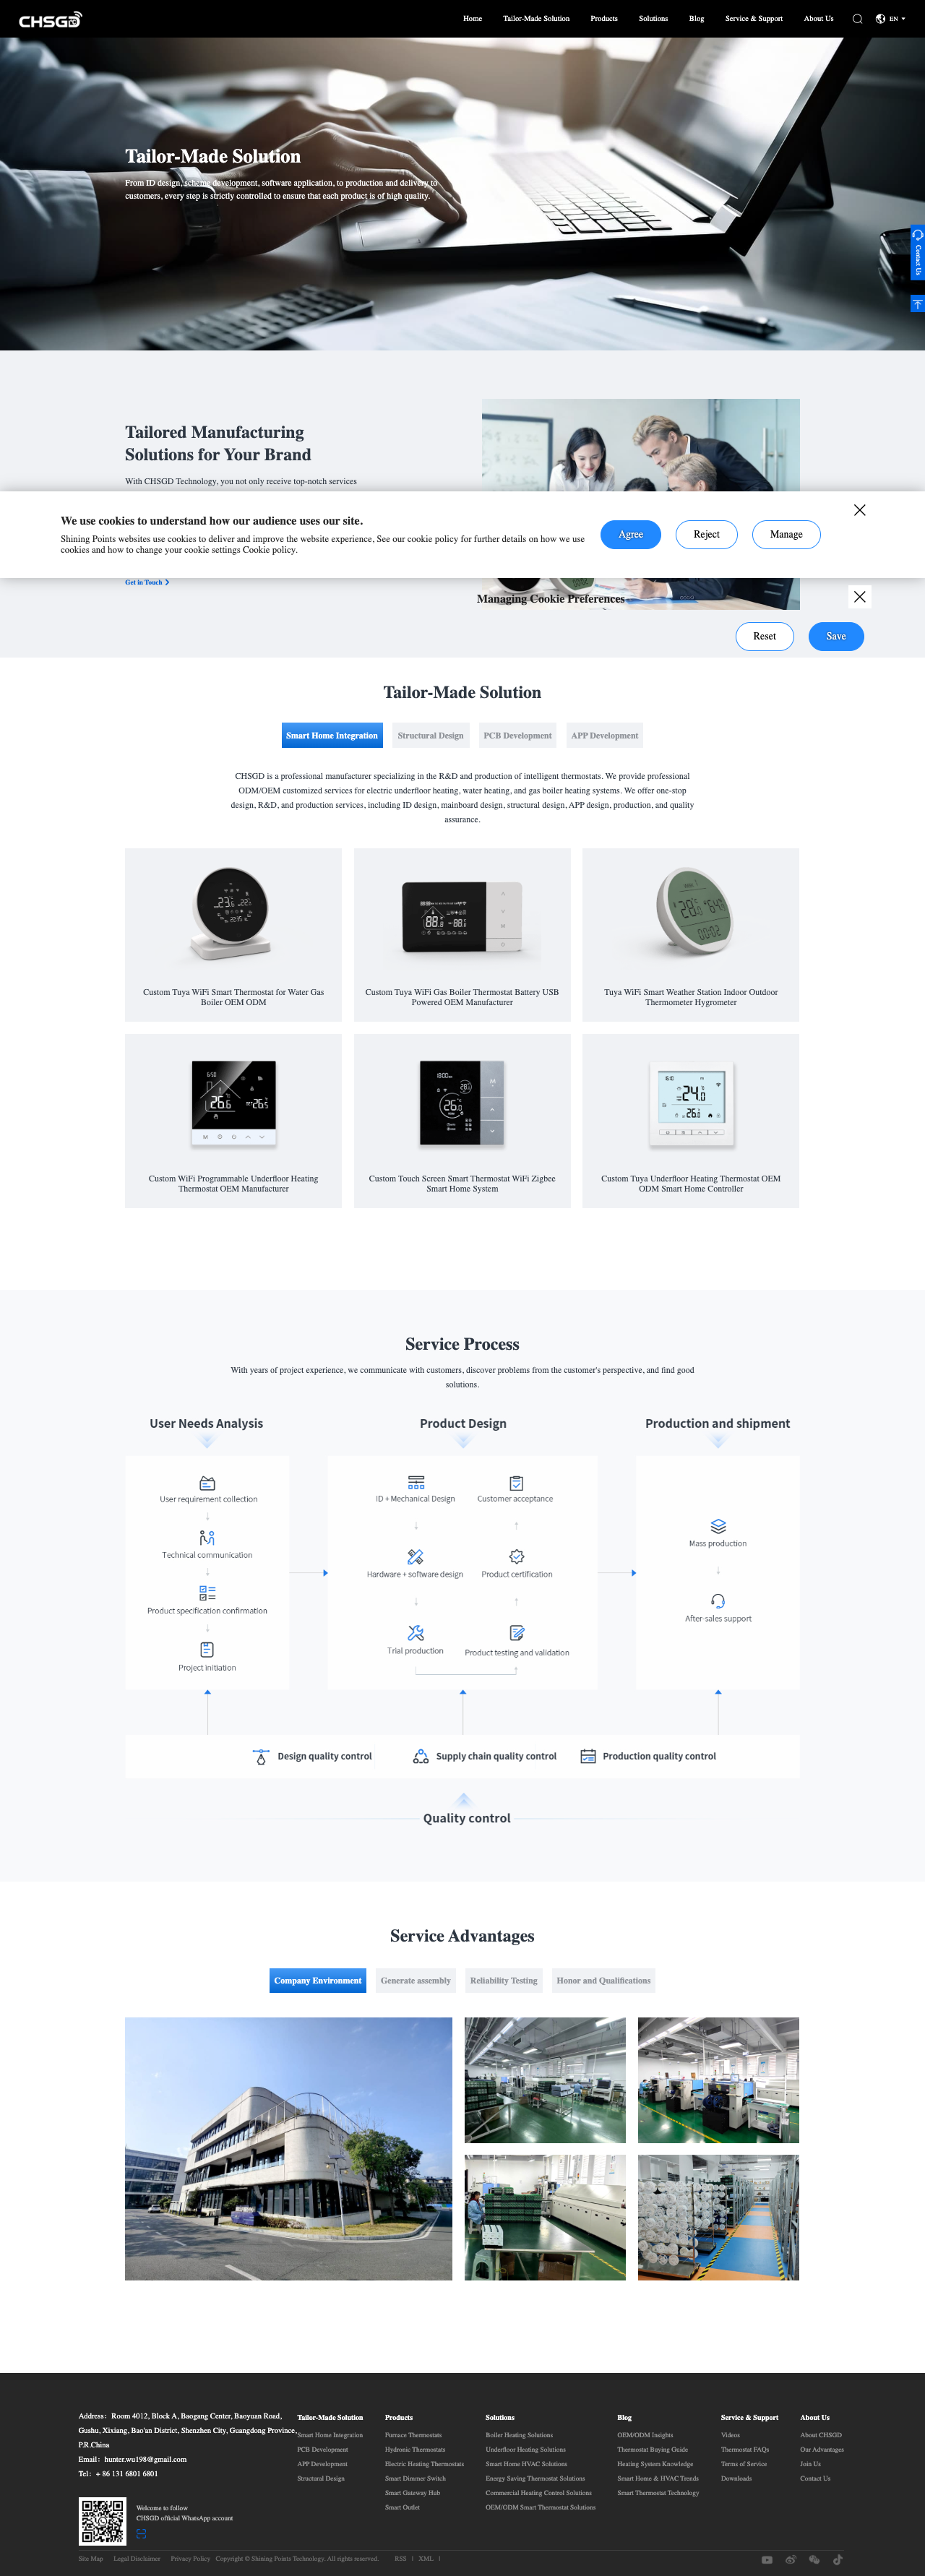 CHSGD
Home
Tailor-Made Solution
Products
Solutions
Blog
Service & Support
About Us
EN
Tailor-Made Solution
From ID design, scheme development, software application, to production and delivery to
customers, every step is strictly controlled to ensure that each product is of high quality.
Contact Us
Tailored Manufacturing
Solutions for Your Brand
With CHSGD Technology, you not only receive top-notch services
We use cookies to understand how our audience uses our site.
Shining Points websites use cookies to deliver and improve the website experience, See our cookie policy for further details on how we use
cookies and how to change your cookie settings Cookie policy.
Agree
Reject
Manage
Get in Touch
Managing Cookie Preferences
Reset
Save
Tailor-Made Solution
Smart Home Integration
Structural Design
PCB Development
APP Development
CHSGD is a professional manufacturer specializing in the R&D and production of intelligent thermostats. We provide professional
ODM/OEM customized services for electric underfloor heating, water heating, and gas boiler heating systems. We offer one-stop
design, R&D, and production services, including ID design, mainboard design, structural design, APP design, production, and quality
assurance.
Custom Tuya WiFi Smart Thermostat for Water Gas
Boiler OEM ODM
Custom Tuya WiFi Gas Boiler Thermostat Battery USB
Powered OEM Manufacturer
Tuya WiFi Smart Weather Station Indoor Outdoor
Thermometer Hygrometer
Custom WiFi Programmable Underfloor Heating
Thermostat OEM Manufacturer
Custom Touch Screen Smart Thermostat WiFi Zigbee
Smart Home System
Custom Tuya Underfloor Heating Thermostat OEM
ODM Smart Home Controller
Service Process
With years of project experience, we communicate with customers, discover problems from the customer's perspective, and find good
solutions.
User Needs Analysis
User requirement collection
Technical communication
Product specification confirmation
Project initiation
Product Design
ID + Mechanical Design
Customer acceptance
Hardware + software design
Product certification
Trial production
Product testing and validation
Production and shipment
Mass production
After-sales support
Design quality control
Supply chain quality control
Production quality control
Quality control
Service Advantages
Company Environment
Generate assembly
Reliability Testing
Honor and Qualifications
Address: Room 4012, Block A, Baogang Center, Baoyuan Road,
Gushu, Xixiang, Bao'an District, Shenzhen City, Guangdong Province,
P.R.China
Email: hunter.wu198@gmail.com
Tel: + 86 131 6801 6801
Welcome to follow
CHSGD official WhatsApp account
Tailor-Made Solution
Smart Home Integration
PCB Development
APP Development
Structural Design
Products
Furnace Thermostats
Hydronic Thermostats
Electric Heating Thermostats
Smart Dimmer Switch
Smart Gateway Hub
Smart Outlet
Solutions
Boiler Heating Solutions
Underfloor Heating Solutions
Smart Home HVAC Solutions
Energy Saving Thermostat Solutions
Commercial Heating Control Solutions
OEM/ODM Smart Thermostat Solutions
Blog
OEM/ODM Insights
Thermostat Buying Guide
Heating System Knowledge
Smart Home & HVAC Trends
Smart Thermostat Technology
Service & Support
Videos
Thermostat FAQs
Terms of Service
Downloads
About Us
About CHSGD
Our Advantages
Join Us
Contact Us
Site Map
Legal Disclaimer
Privacy Policy
Copyright © Shining Points Technology. All rights reserved.
RSS | XML |